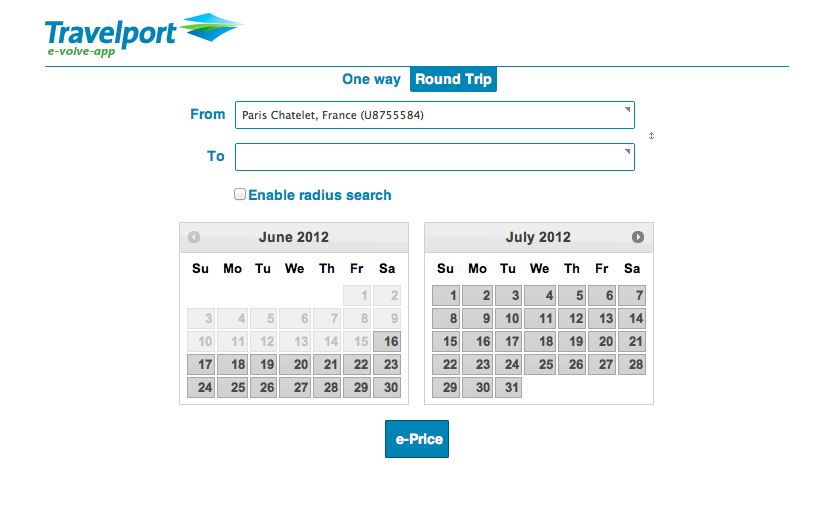 Travelport
e-volve-app
One way Round Trip
From Paris Chatelet, France (U8755584)
To
Enable radius search
June 2012
Su Mo Tu We Th Fr Sa
1 2
3 4 5 6 7 8 9
10 11 12 13 14 15 16
17 18 19 20 21 22 23
24 25 26 27 28 29 30
July 2012
Su Mo Tu We Th Fr Sa
1 2 3 4 5 6 7
8 9 10 11 12 13 14
15 16 17 18 19 20 21
22 23 24 25 26 27 28
29 30 31
e-Price